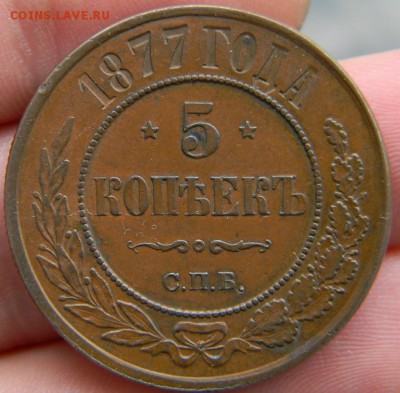 COINS.LAVE.RU
1877 ГОДА
5
КОПѢЕКЪ
С.П.Б.